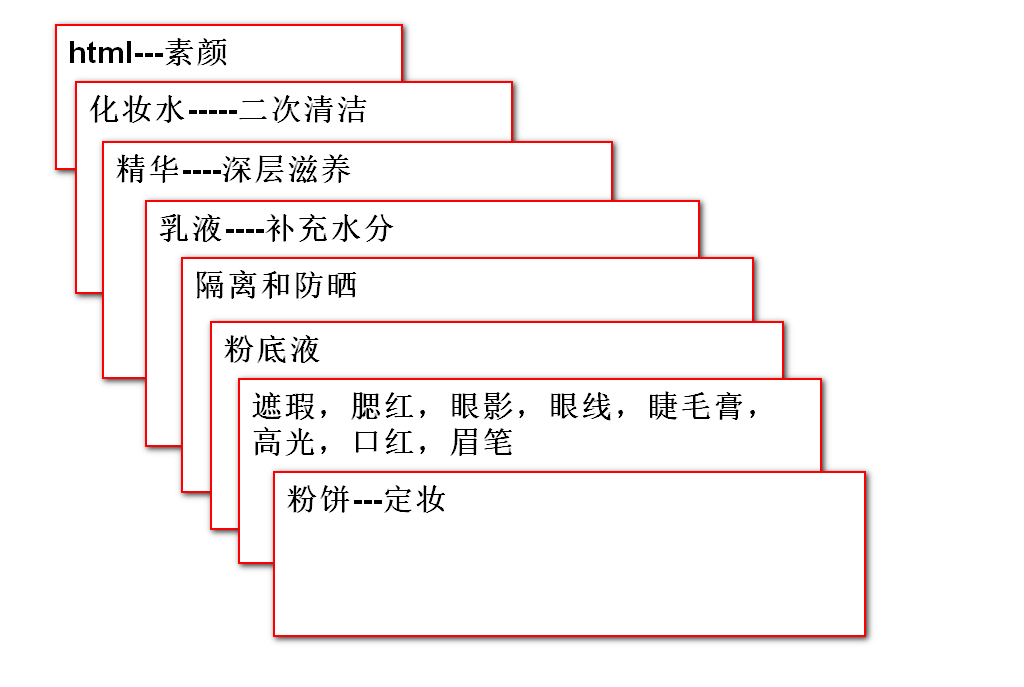 html---素颜
化妆水-----二次清洁
精华----深层滋养
乳液----补充水分
隔离和防晒
粉底液
遮瑕，腮红，眼影，眼线，睫毛膏，
高光，口红，眉笔
粉饼---定妆